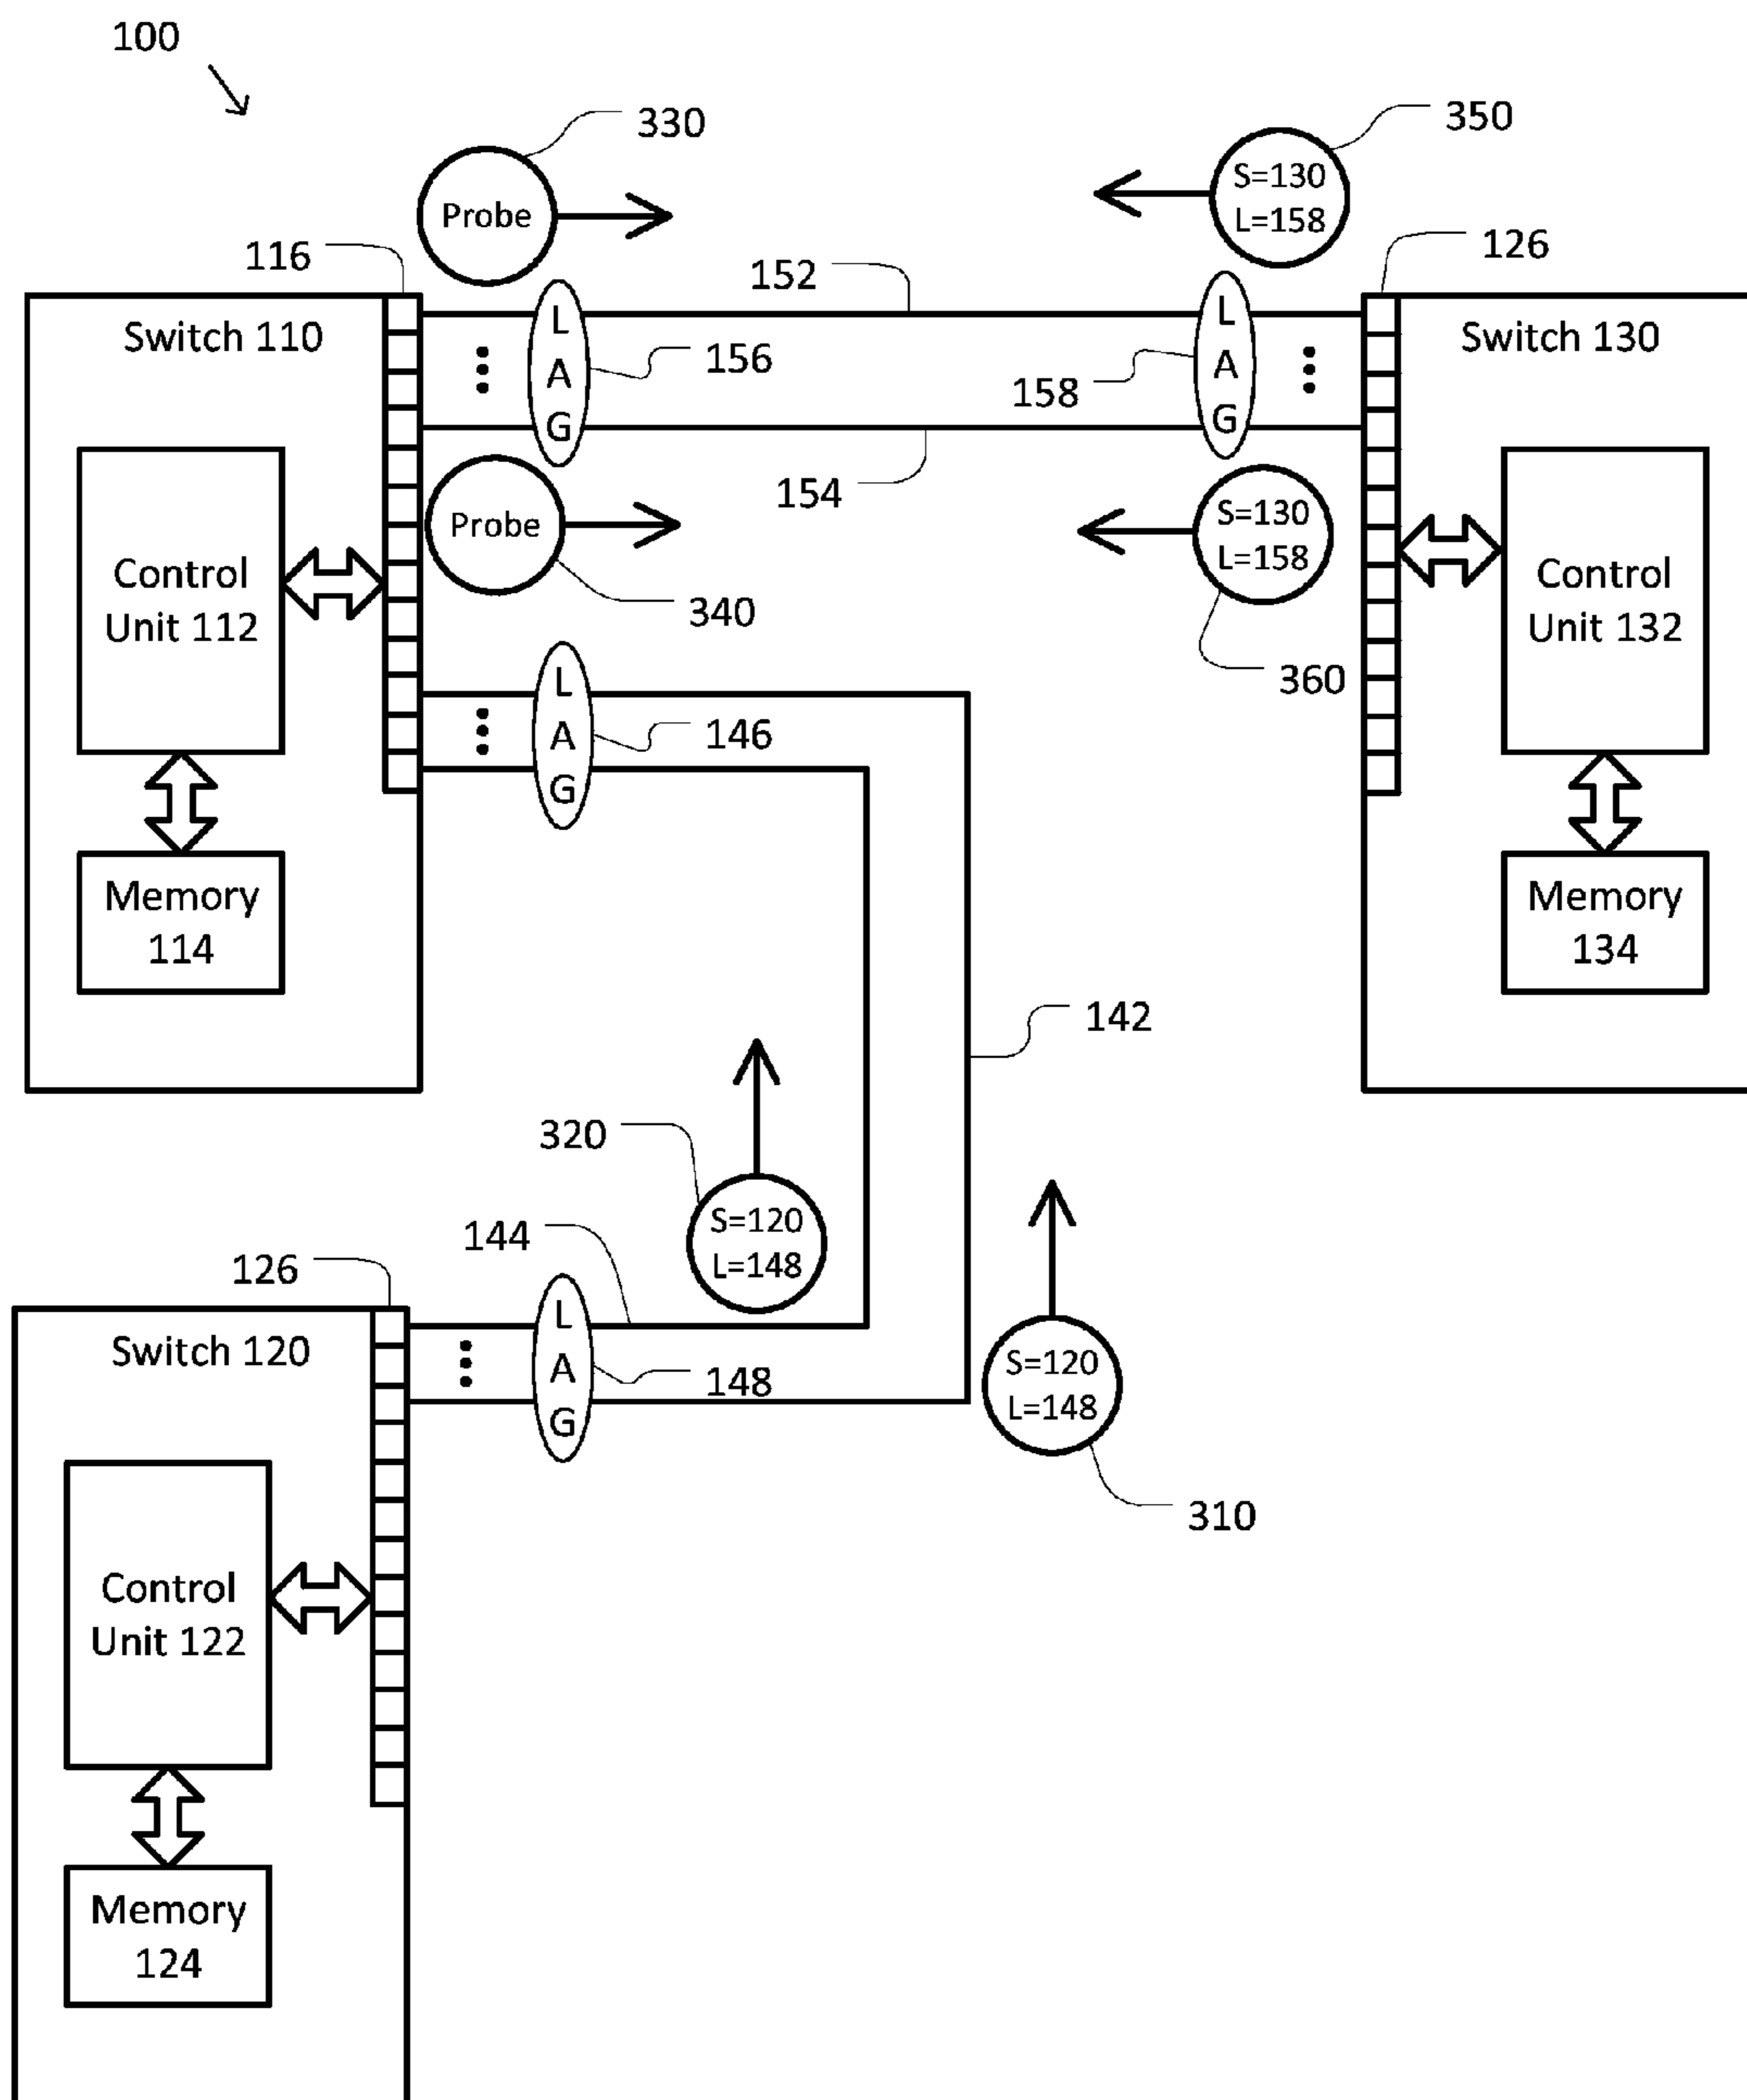 100
330
350
Probe
S=130
L=158
116
126
152
Switch 110
L
A
G
156
158
L
A
G
Switch 130
154
Probe
S=130
L=158
340
360
Control
Unit 112
Control
Unit 132
L
A
G
146
Memory
114
Memory
134
142
320
S=120
L=148
144
126
Switch 120
L
A
G
148
S=120
L=148
310
Control
Unit 122
Memory
124